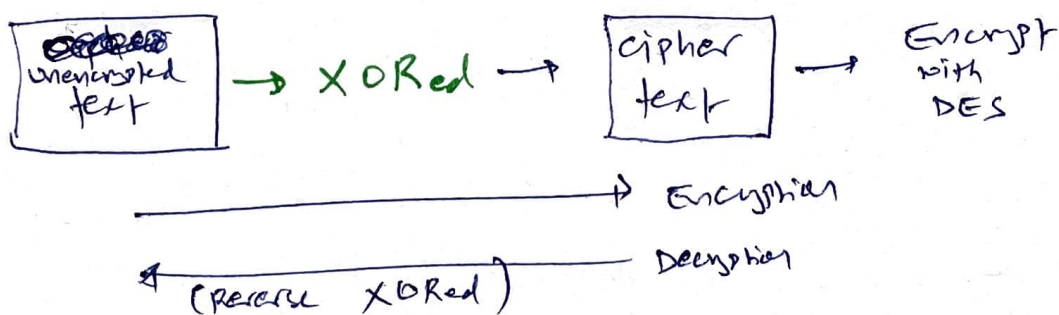 unencrypted
text
XORed
cipher
text
Encrypt
with
DES
Encryption
Decryption
(Reverse XORed)